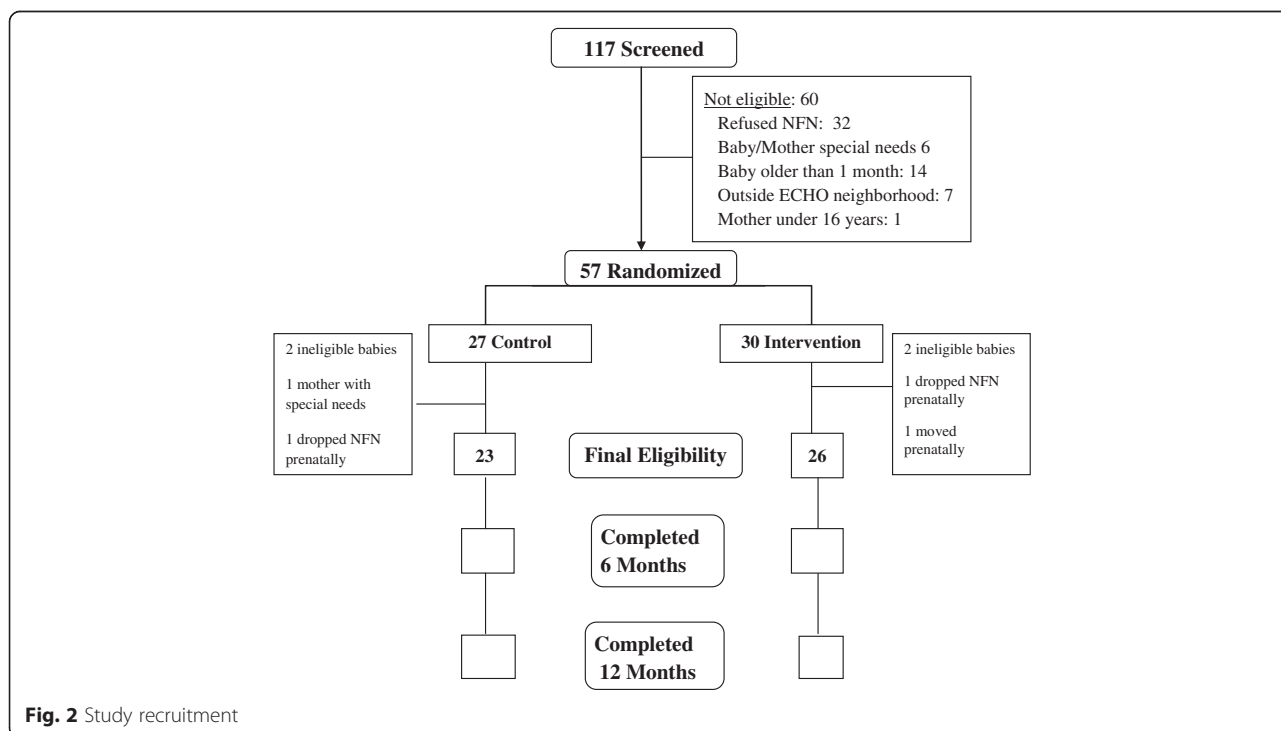 117 Screened
Not eligible: 60
Refused NFN: 32
Baby/Mother special needs 6
Baby older than 1 month: 14
Outside ECHO neighborhood: 7
Mother under 16 years: 1
57 Randomized
27 Control
30 Intervention
2 ineligible babies
1 mother with
special needs
1 dropped NFN
prenatally
2 ineligible babies
1 dropped NFN
prenatally
1 moved
prenatally
23
Final Eligibility
26
Completed
6 Months
Completed
12 Months
Fig. 2 Study recruitment